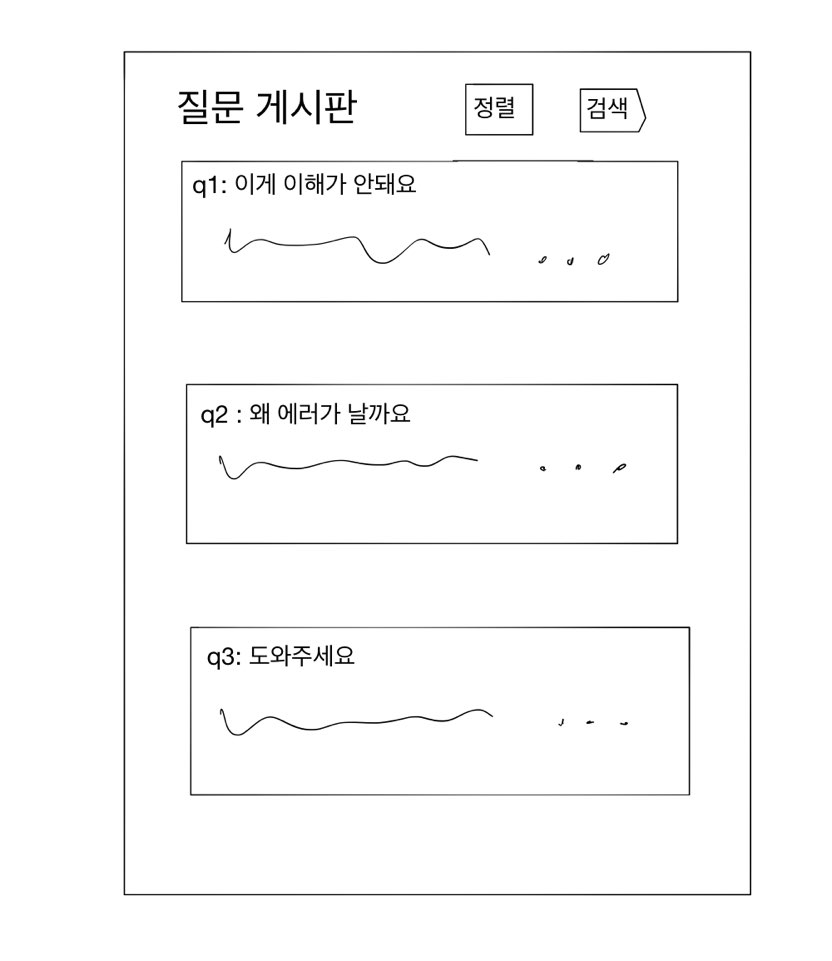 질문 게시판 정렬 검색
q1: 이게 이해가 안돼요
q2 : 왜 에러가 날까요
q3: 도와주세요